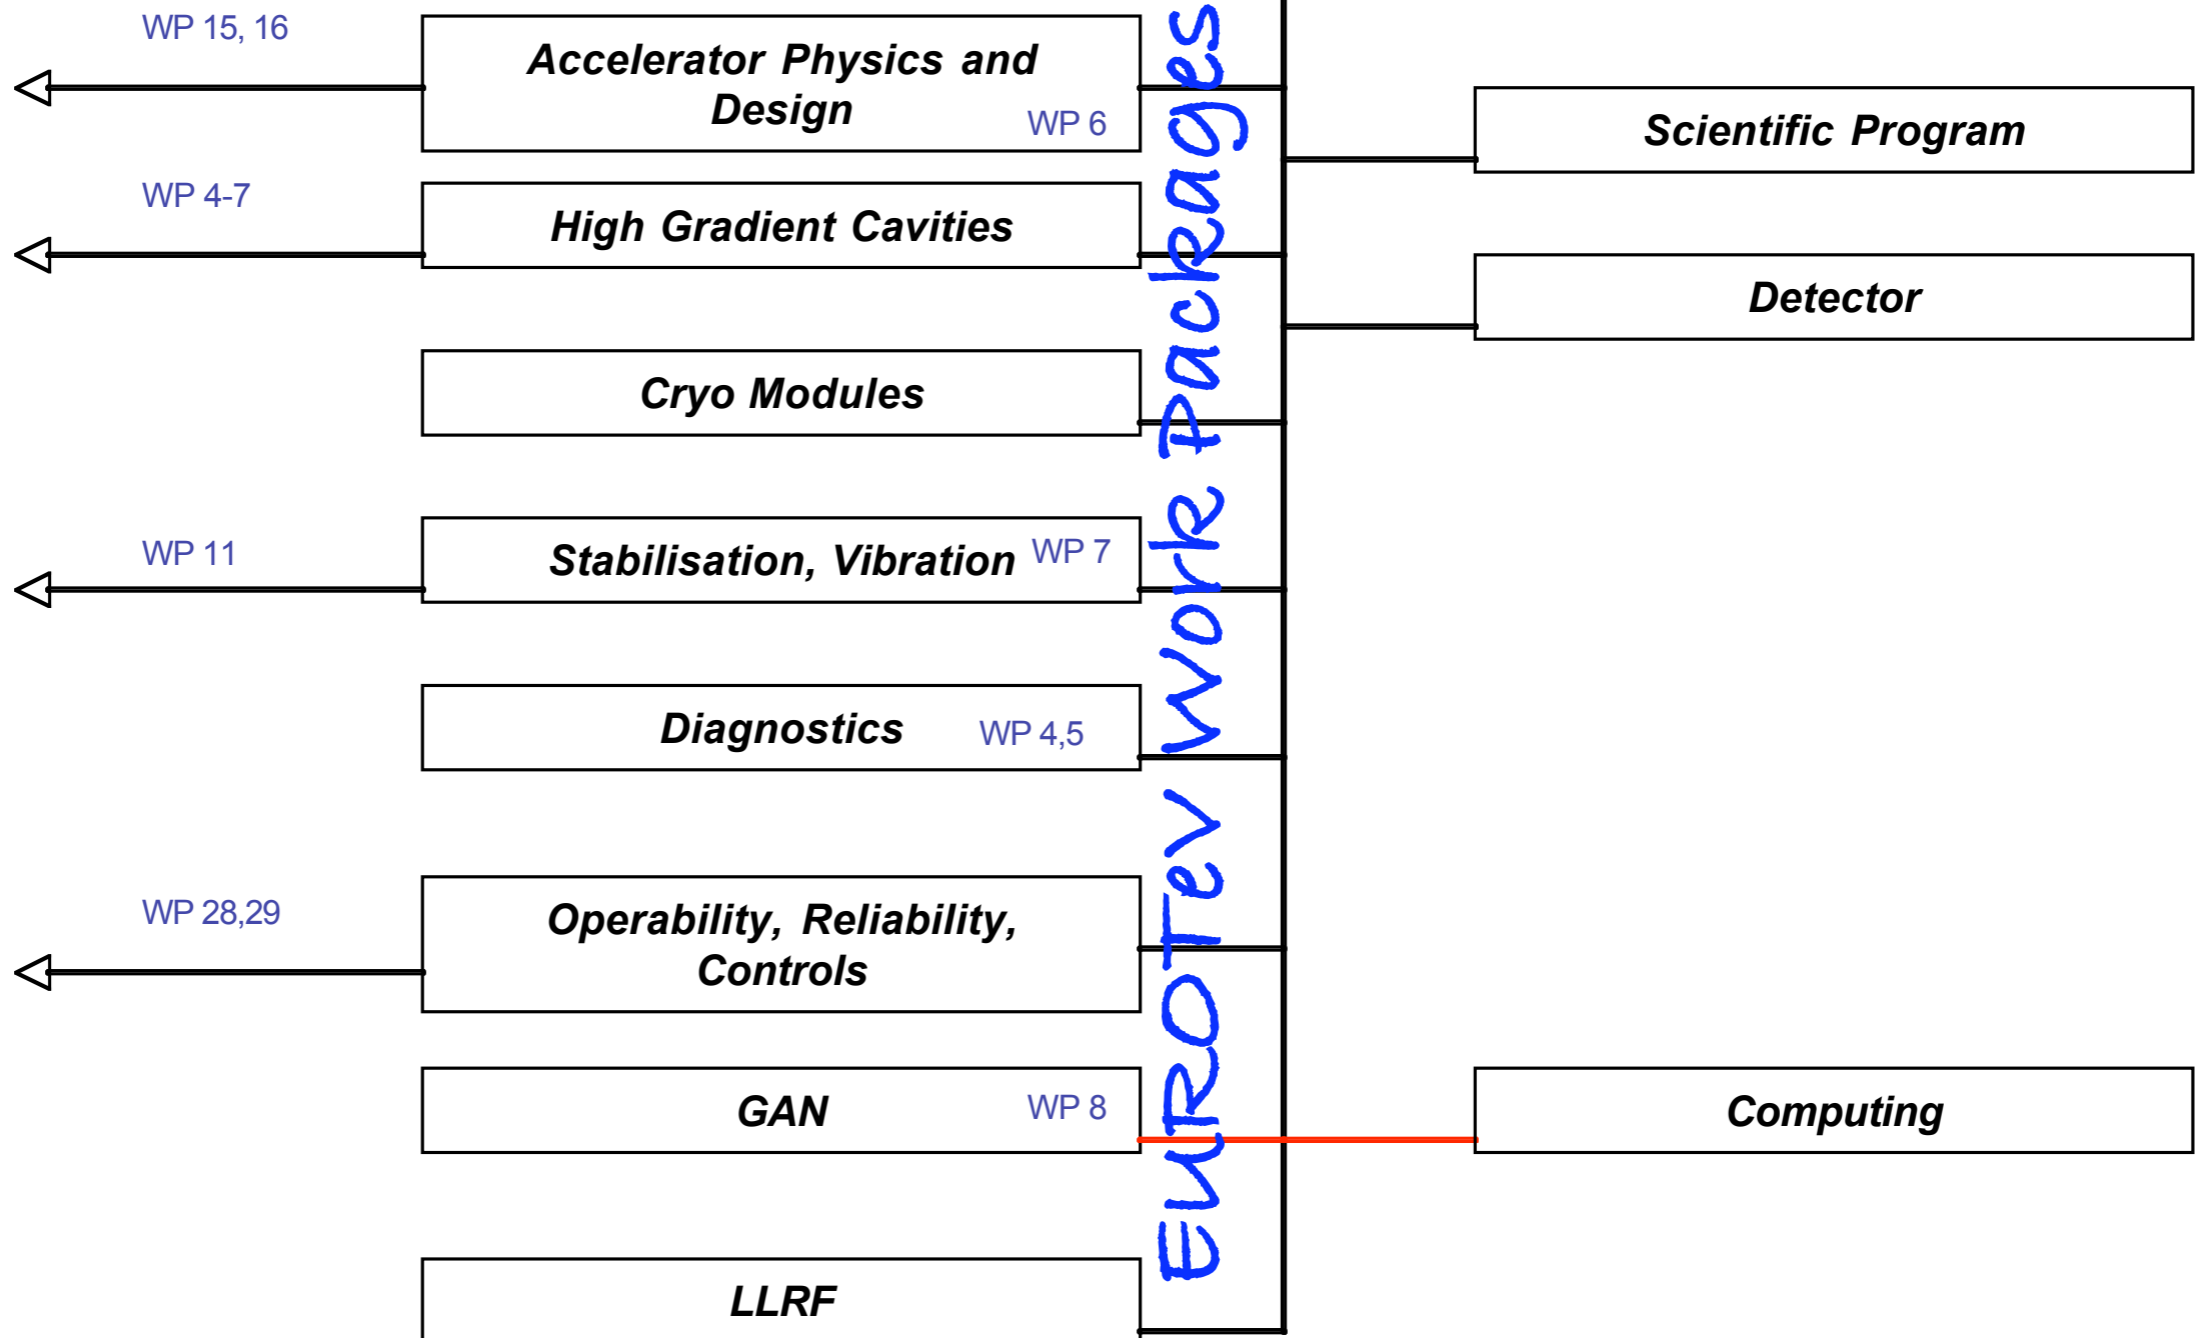 WP 15, 16
Accelerator Physics and
Design
WP 6
WP 4-7
High Gradient Cavities
Cryo Modules
WP 11
Stabilisation, Vibration
WP 7
Diagnostics
WP 4,5
WP 28,29
Operability, Reliability,
Controls
GAN
WP 8
LLRF
EUROTeV Work Packages
Scientific Program
Detector
Computing